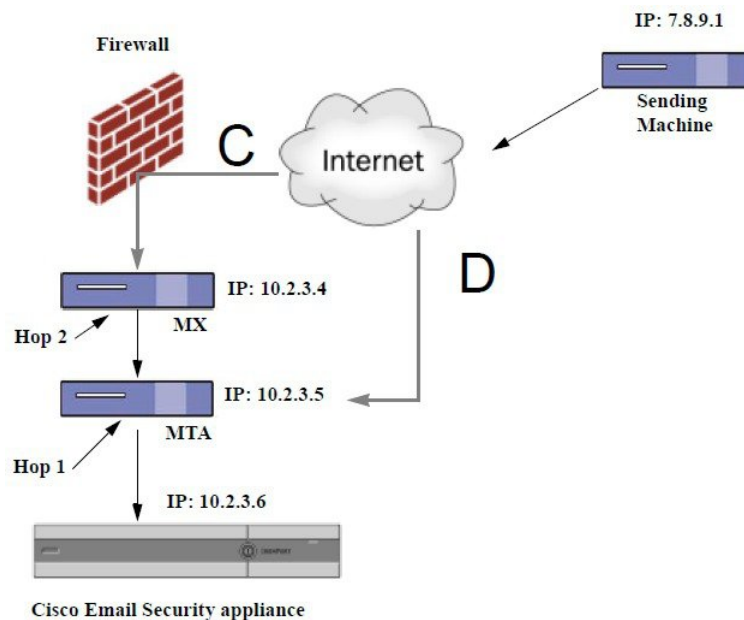 IP: 7.8.9.1
Firewall
Sending
Machine
C
Internet
D
IP: 10.2.3.4
MX
Hop 2
IP: 10.2.3.5
MTA
Hop 1
IP: 10.2.3.6
Cisco Email Security appliance